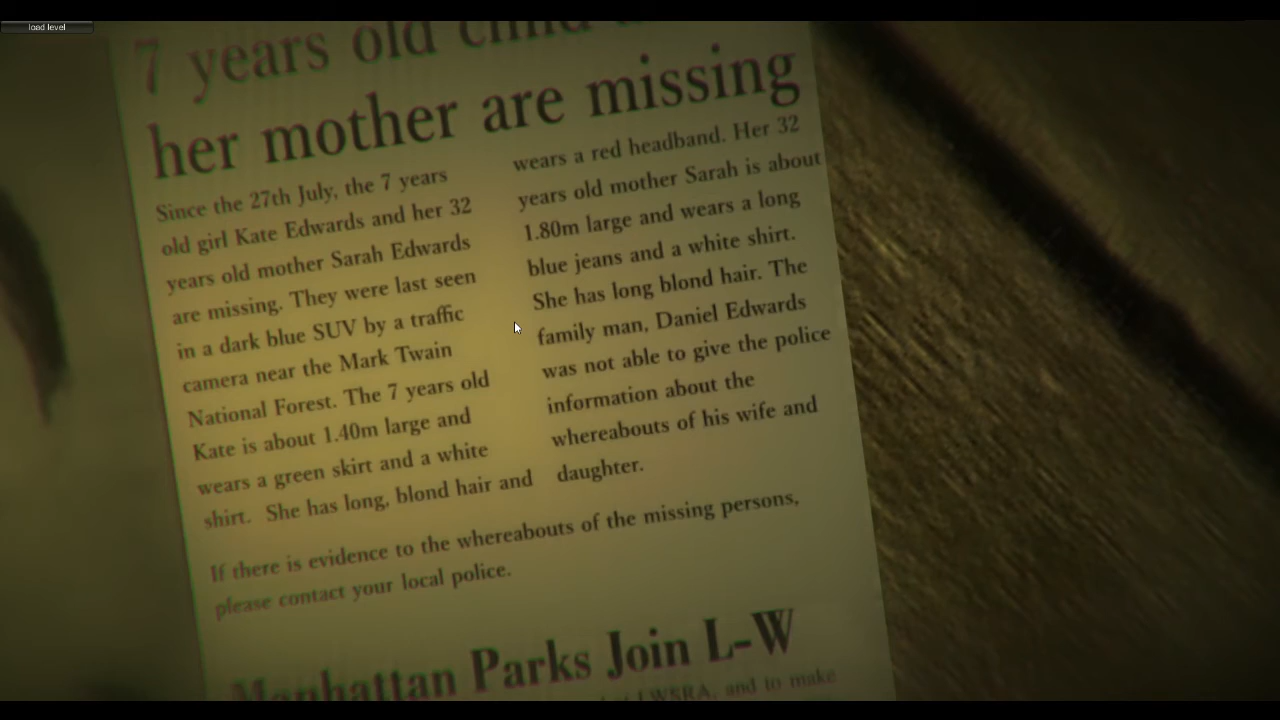 load level
7 years old child
her mother are missing
Since the 27th July, the 7 years
old girl Kate Edwards and her 32
years old mother Sarah Edwards
are missing. They were last seen
in a dark blue SUV by a traffic
camera near the Mark Twain
National Forest. The 7 years old
Kate is about 1.40m large and
wears a green skirt and a white
shirt.  She has long, blond hair and
wears a red headband. Her 32
years old mother Sarah is about
1.80m large and wears a long
blue jeans and a white shirt.
She has long blond hair. The
family man, Daniel Edwards
was not able to give the police
information about the
whereabouts of his wife and
daughter.
If there is evidence to the whereabouts of the missing persons,
please contact your local police.
Manhattan Parks Join L-W
LWSRA, and to make